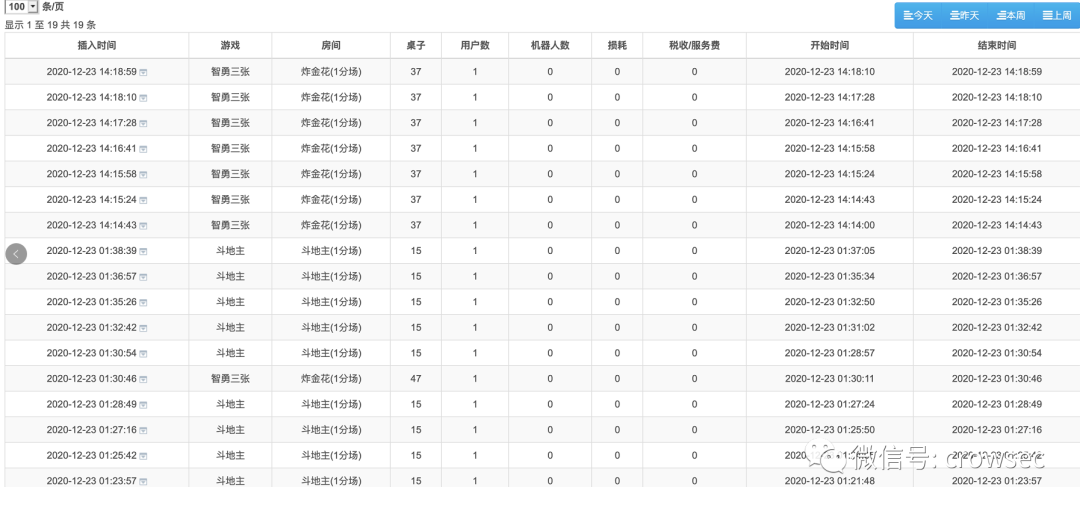 100 条/页
今天 昨天 本周 上周
显示 1 至 19 共 19 条
插入时间 游戏 房间 桌子 用户数 机器人数 损耗 税收/服务费 开始时间 结束时间
2020-12-23 14:18:59 智勇三张 炸金花(1分场) 37 1 0 0 0 2020-12-23 14:18:10 2020-12-23 14:18:59
2020-12-23 14:18:10 智勇三张 炸金花(1分场) 37 1 0 0 0 2020-12-23 14:17:28 2020-12-23 14:18:10
2020-12-23 14:17:28 智勇三张 炸金花(1分场) 37 1 0 0 0 2020-12-23 14:16:41 2020-12-23 14:17:28
2020-12-23 14:16:41 智勇三张 炸金花(1分场) 37 1 0 0 0 2020-12-23 14:15:58 2020-12-23 14:16:41
2020-12-23 14:15:58 智勇三张 炸金花(1分场) 37 1 0 0 0 2020-12-23 14:15:24 2020-12-23 14:15:58
2020-12-23 14:15:24 智勇三张 炸金花(1分场) 37 1 0 0 0 2020-12-23 14:14:43 2020-12-23 14:15:24
2020-12-23 14:14:43 智勇三张 炸金花(1分场) 37 1 0 0 0 2020-12-23 14:14:00 2020-12-23 14:14:43
2020-12-23 01:38:39 斗地主 斗地主(1分场) 15 1 0 0 0 2020-12-23 01:37:05 2020-12-23 01:38:39
2020-12-23 01:36:57 斗地主 斗地主(1分场) 15 1 0 0 0 2020-12-23 01:35:34 2020-12-23 01:36:57
2020-12-23 01:35:26 斗地主 斗地主(1分场) 15 1 0 0 0 2020-12-23 01:32:50 2020-12-23 01:35:26
2020-12-23 01:32:42 斗地主 斗地主(1分场) 15 1 0 0 0 2020-12-23 01:31:02 2020-12-23 01:32:42
2020-12-23 01:30:54 斗地主 斗地主(1分场) 15 1 0 0 0 2020-12-23 01:28:57 2020-12-23 01:30:54
2020-12-23 01:30:46 智勇三张 炸金花(1分场) 47 1 0 0 0 2020-12-23 01:30:11 2020-12-23 01:30:46
2020-12-23 01:28:49 斗地主 斗地主(1分场) 15 1 0 0 0 2020-12-23 01:27:24 2020-12-23 01:28:49
2020-12-23 01:27:16 斗地主 斗地主(1分场) 15 1 0 0 0 2020-12-23 01:25:50 2020-12-23 01:27:16
2020-12-23 01:25:42 斗地主 斗地主(1分场) 15 1 0 0 0
微信号: crowsec
2020-12-23 01:23:57 斗地主 斗地主(1分场) 15 1 0 0 0 2020-12-23 01:21:48 2020-12-23 01:23:57